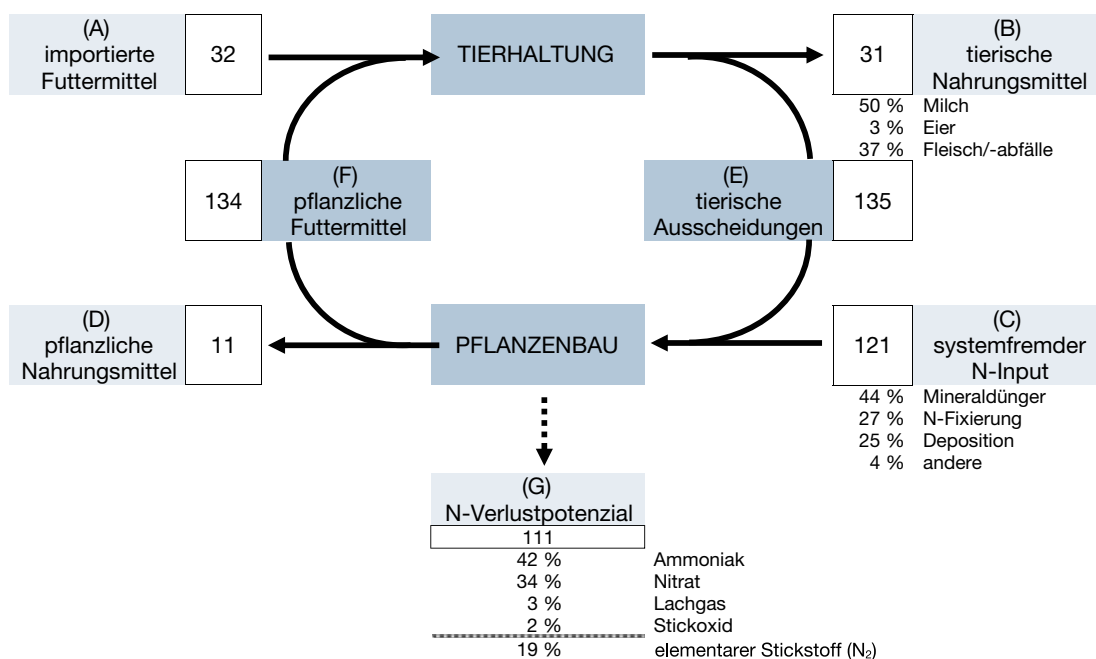 (A)
importierte
Futtermittel
32
TIERHALTUNG
31
(B)
tierische
Nahrungsmittel
50 % Milch
3 % Eier
37 % Fleisch/-abfälle
134
(F)
pflanzliche
Futtermittel
(E)
tierische
Ausscheidungen
135
(D)
pflanzliche
Nahrungsmittel
11
PFLANZENBAU
121
(C)
systemfremder
N-Input
44 % Mineraldünger
27 % N-Fixierung
25 % Deposition
4 % andere
(G)
N-Verlustpotenzial
111
42 % Ammoniak
34 % Nitrat
3 % Lachgas
2 % Stickoxid
19 % elementarer Stickstoff (N₂)